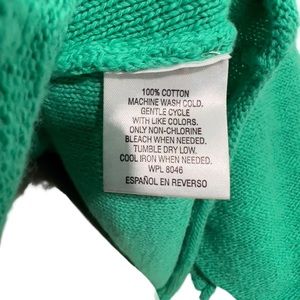 100% COTTON
MACHINE WASH COLD.
GENTLE CYCLE
WITH LIKE COLORS.
ONLY NON-CHLORINE
BLEACH WHEN NEEDED.
TUMBLE DRY LOW.
COOL IRON WHEN NEEDED.
WPL 8046
ESPAÑOL EN REVERSO